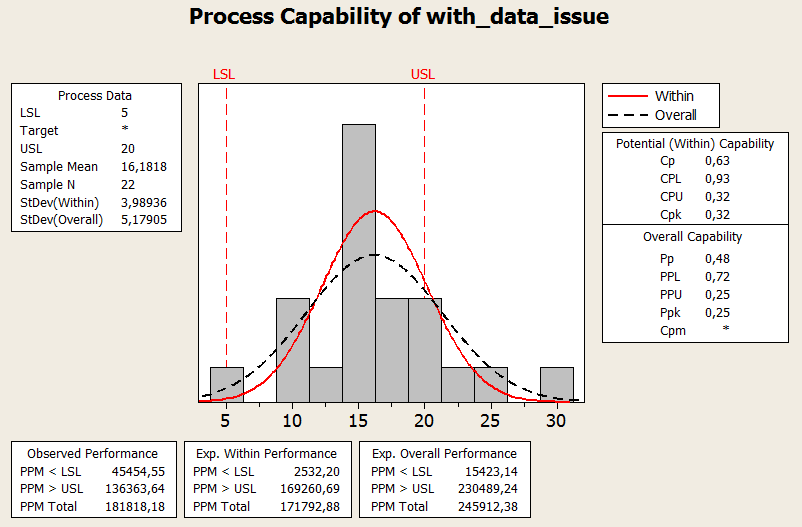 Process Capability of with_data_issue
LSL USL
Process Data
LSL 5
Target *
USL 20
Sample Mean 16,1818
Sample N 22
StDev(Within) 3,98936
StDev(Overall) 5,17905
Within
Overall
Potential (Within) Capability
Cp 0,63
CPL 0,93
CPU 0,32
Cpk 0,32
Overall Capability
Pp 0,48
PPL 0,72
PPU 0,25
Ppk 0,25
Cpm *
5 10 15 20 25 30
Observed Performance
PPM < LSL 45454,55
PPM > USL 136363,64
PPM Total 181818,18
Exp. Within Performance
PPM < LSL 2532,20
PPM > USL 169260,69
PPM Total 171792,88
Exp. Overall Performance
PPM < LSL 15423,14
PPM > USL 230489,24
PPM Total 245912,38